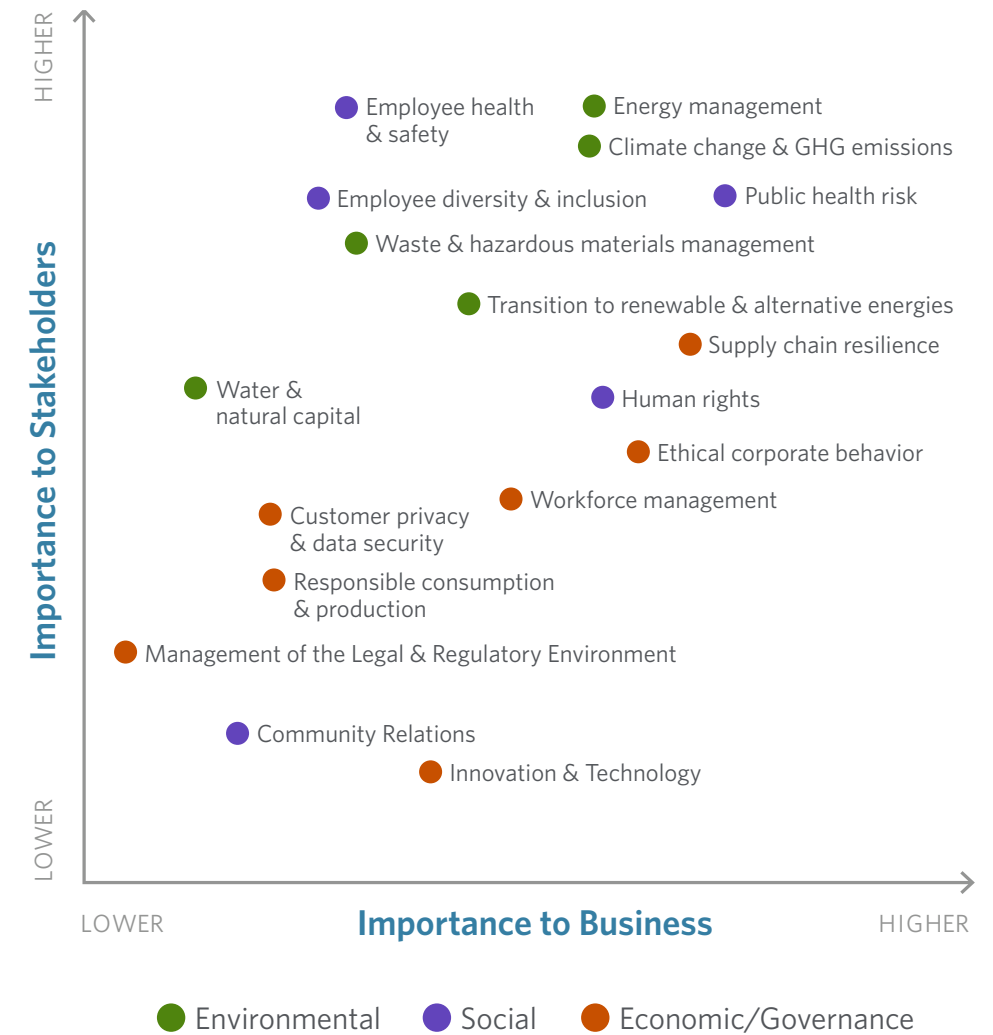 HIGHER
Employee health
& safety
Energy management
Climate change & GHG emissions
Employee diversity & inclusion
Public health risk
Waste & hazardous materials management
Transition to renewable & alternative energies
Supply chain resilience
Water &
natural capital
Human rights
Ethical corporate behavior
Workforce management
Customer privacy
& data security
Responsible consumption
& production
Management of the Legal & Regulatory Environment
Community Relations
Innovation & Technology
Importance to Stakeholders
LOWER
LOWER
Importance to Business
HIGHER
Environmental
Social
Economic/Governance